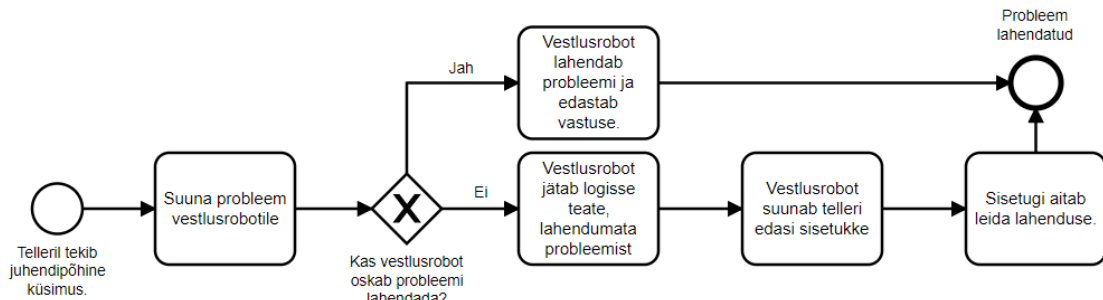 Telleril tekib
juhendipõhine
küsimus.
Suuna probleem
vestlusrobotile
Kas vestlusrobot
oskab probleemi
lahendada?
Jah
Vestlusrobot
lahendab
probleemi ja
edastab
vastuse.
Ei
Vestlusrobot
jätab logisse
teate,
lahendumata
probleemist
Vestlusrobot
suunab telleri
edasi sisetukke
Sisetugi aitab
leida lahenduse.
Probleem
lahendatud